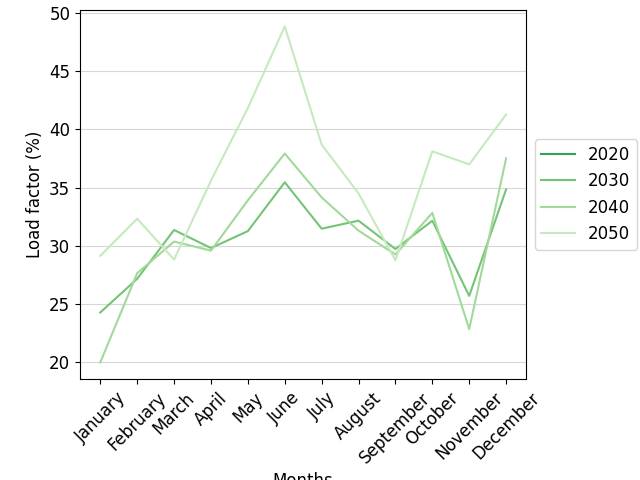 50
45
40
35
30
25
20
Load factor (%)
2020
2030
2040
2050
January
February
March
April
May
June
July
August
September
October
November
December
Months